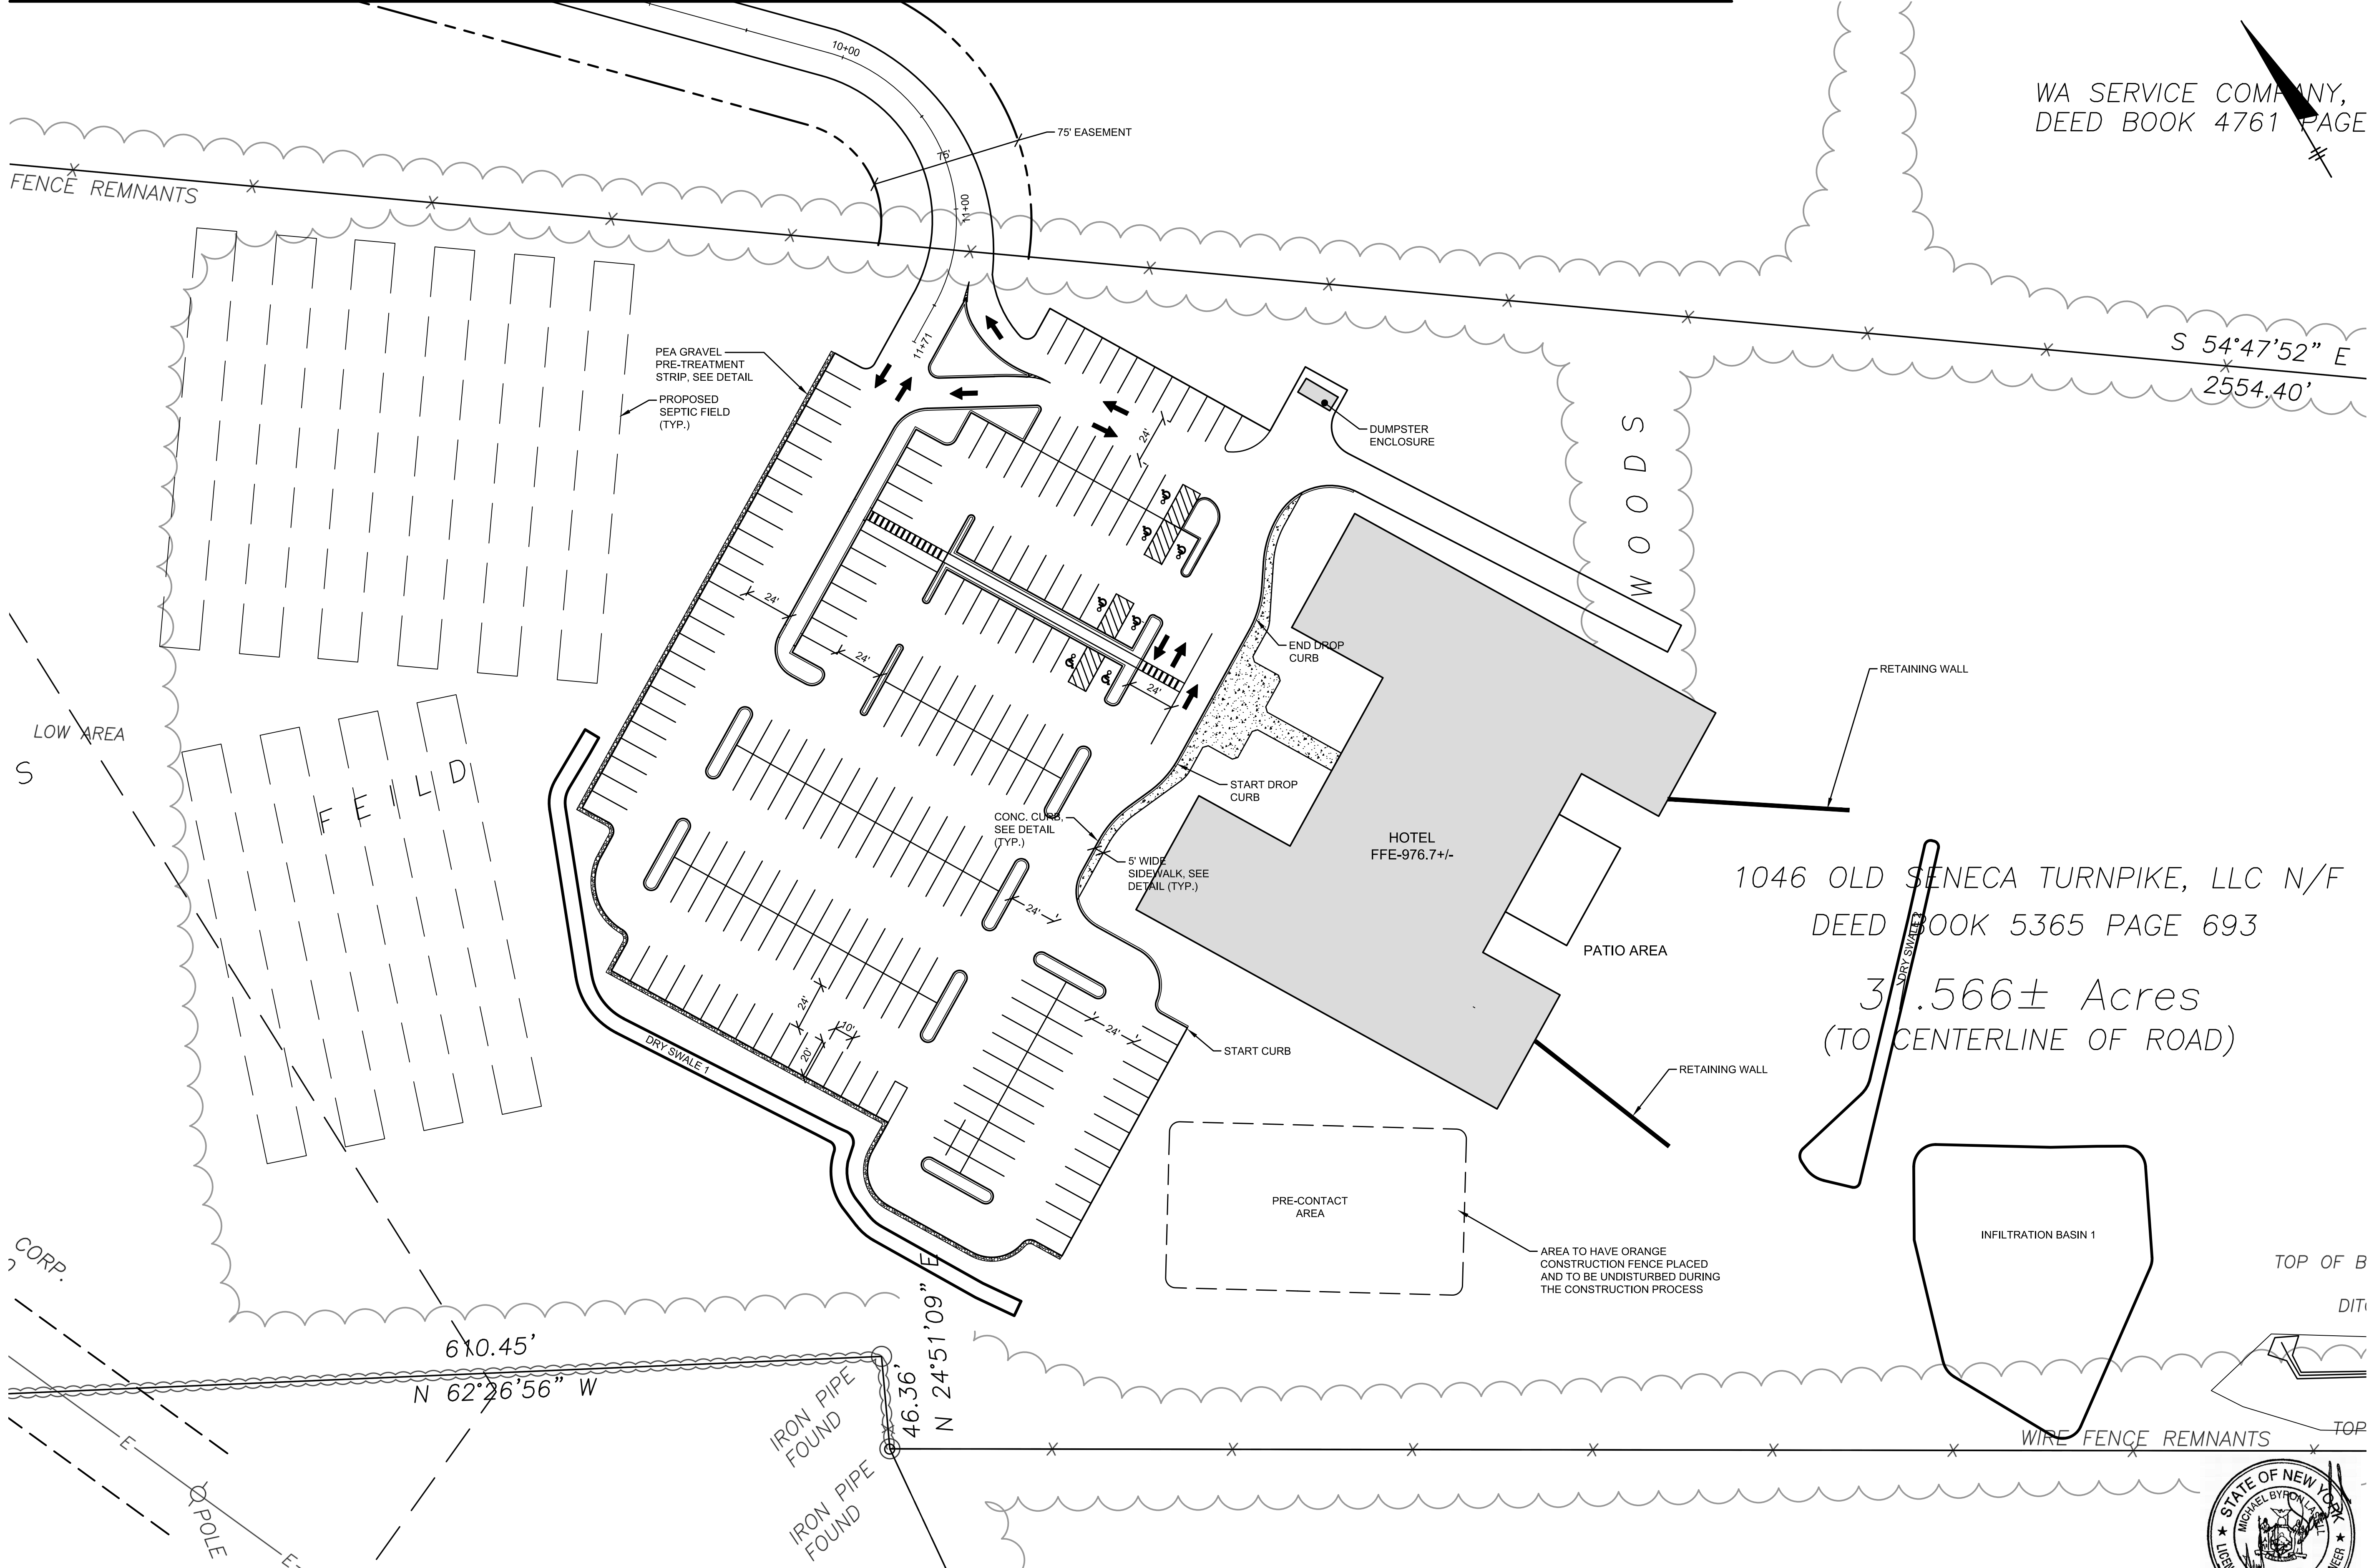 10+00
75' EASEMENT
75'
11+00
11+71
WA SERVICE COMPANY,
DEED BOOK 4761 PAGE
FENCE REMNANTS
S 54°47'52" E
2554.40'
PEA GRAVEL
PRE-TREATMENT
STRIP, SEE DETAIL
PROPOSED
SEPTIC FIELD
(TYP.)
24'
DUMPSTER
ENCLOSURE
WOODS
24'
24'
24'
END DROP
CURB
RETAINING WALL
LOW AREA
S
FEILD
START DROP
CURB
CONC. CURB,
SEE DETAIL
(TYP.)
5' WIDE
SIDEWALK, SEE
DETAIL (TYP.)
HOTEL
FFE-976.7+/-
24'
PATIO AREA
1046 OLD SENECA TURNPIKE, LLC N/F
DEED BOOK 5365 PAGE 693
.566± Acres
(TO CENTERLINE OF ROAD)
DRY SWALE 2
24'
10'
20'
24'
START CURB
DRY SWALE 1
RETAINING WALL
PRE-CONTACT
AREA
AREA TO HAVE ORANGE
CONSTRUCTION FENCE PLACED
AND TO BE UNDISTURBED DURING
THE CONSTRUCTION PROCESS
INFILTRATION BASIN 1
TOP OF B
DIT
TOP
CORP.
610.45'
N 62°26'56" W
46.36'
N 24°51'09" E
IRON PIPE
FOUND
IRON PIPE
FOUND
WIRE FENCE REMNANTS
E
POLE
E
STATE OF NEW YORK
MICHAEL BYRON